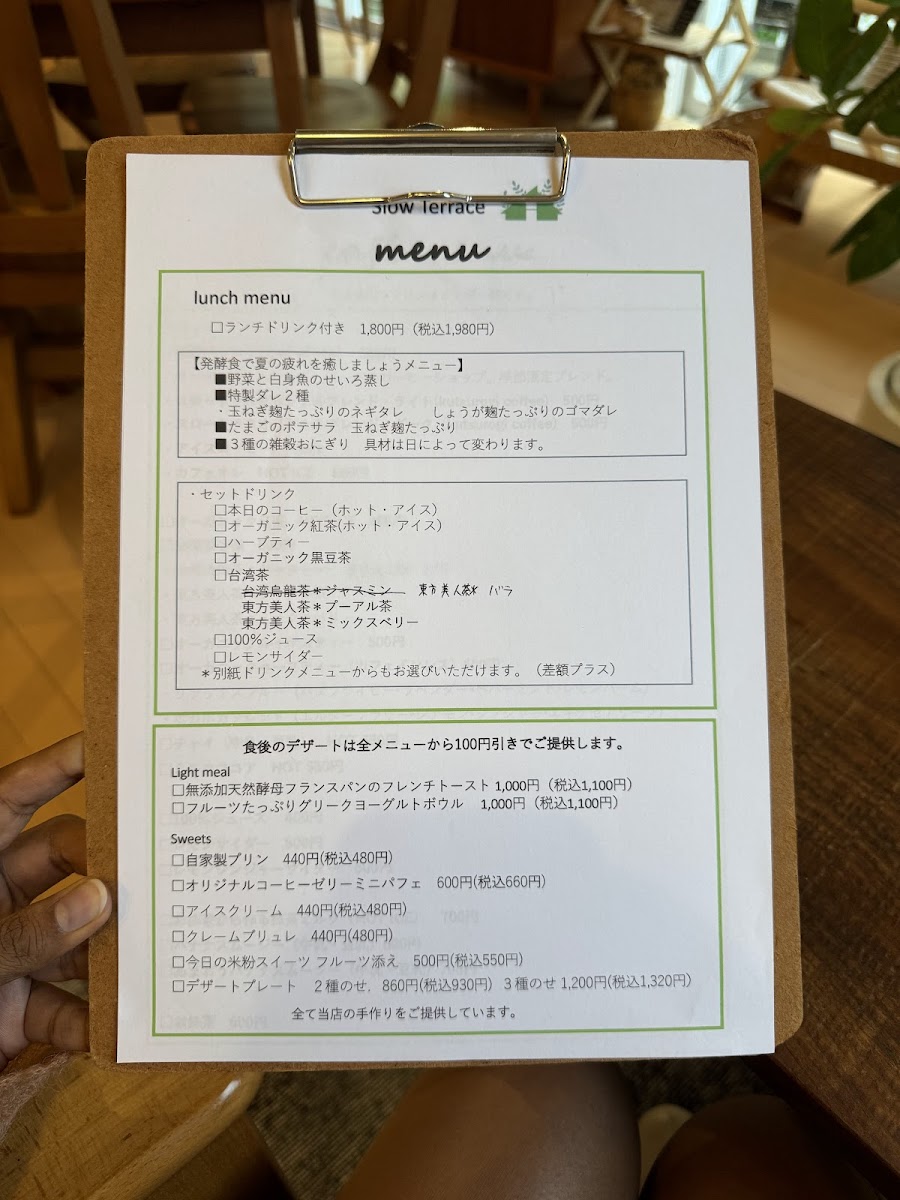 Slow Terrace
menu
lunch menu
□ランチドリンク付き　1,800円（税込1,980円）
【発酵食で夏の疲れを癒しましょうメニュー】
■野菜と白身魚のせいろ蒸し
■特製ダレ２種
・玉ねぎ麹たっぷりのネギタレ　　しょうが麹たっぷりのゴマダレ
■たまごのポテサラ　玉ねぎ麹たっぷり
■３種の雑穀おにぎり　具材は日によって変わります。
・セットドリンク
□本日のコーヒー（ホット・アイス）
□オーガニック紅茶(ホット・アイス）
□ハーブティー
□オーガニック黒豆茶
□台湾茶
台湾烏龍茶＊ジャスミン　東方美人茶＊　バラ
東方美人茶＊プーアル茶
東方美人茶＊ミックスベリー
□100%ジュース
□レモンサイダー
＊別紙ドリンクメニューからもお選びいただけます。（差額プラス）
食後のデザートは全メニューから100円引きでご提供します。
Light meal
□無添加天然酵母フランスパンのフレンチトースト 1,000円（税込1,100円）
□フルーツたっぷりグリークヨーグルトボウル　1,000円（税込1,100円）
Sweets
□自家製プリン　440円(税込480円）
□オリジナルコーヒーゼリーミニパフェ　600円(税込660円）
□アイスクリーム　440円(税込480円）
□クレームブリュレ　440円(480円）
□今日の米粉スイーツ フルーツ添え　500円(税込550円）
□デザートプレート　２種のせ，860円(税込930円）３種のせ 1,200円(税込1,320円）
全て当店の手作りをご提供しています。